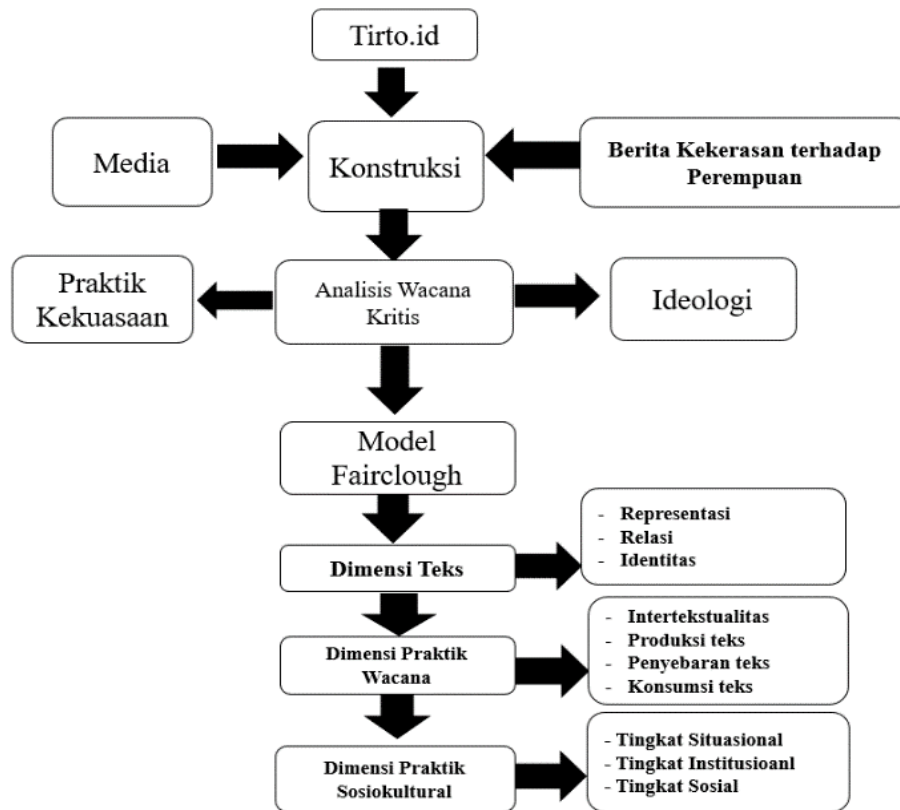 Tirto.id
Media
Konstruksi
Berita Kekerasan terhadap
Perempuan
Praktik
Kekuasaan
Analisis Wacana
Kritis
Ideologi
Model
Fairclough
Dimensi Teks
- Representasi
- Relasi
- Identitas
Dimensi Praktik
Wacana
- Intertekstualitas
- Produksi teks
- Penyebaran teks
- Konsumsi teks
Dimensi Praktik
Sosiokultural
- Tingkat Situasional
- Tingkat Institusioanl
- Tingkat Sosial